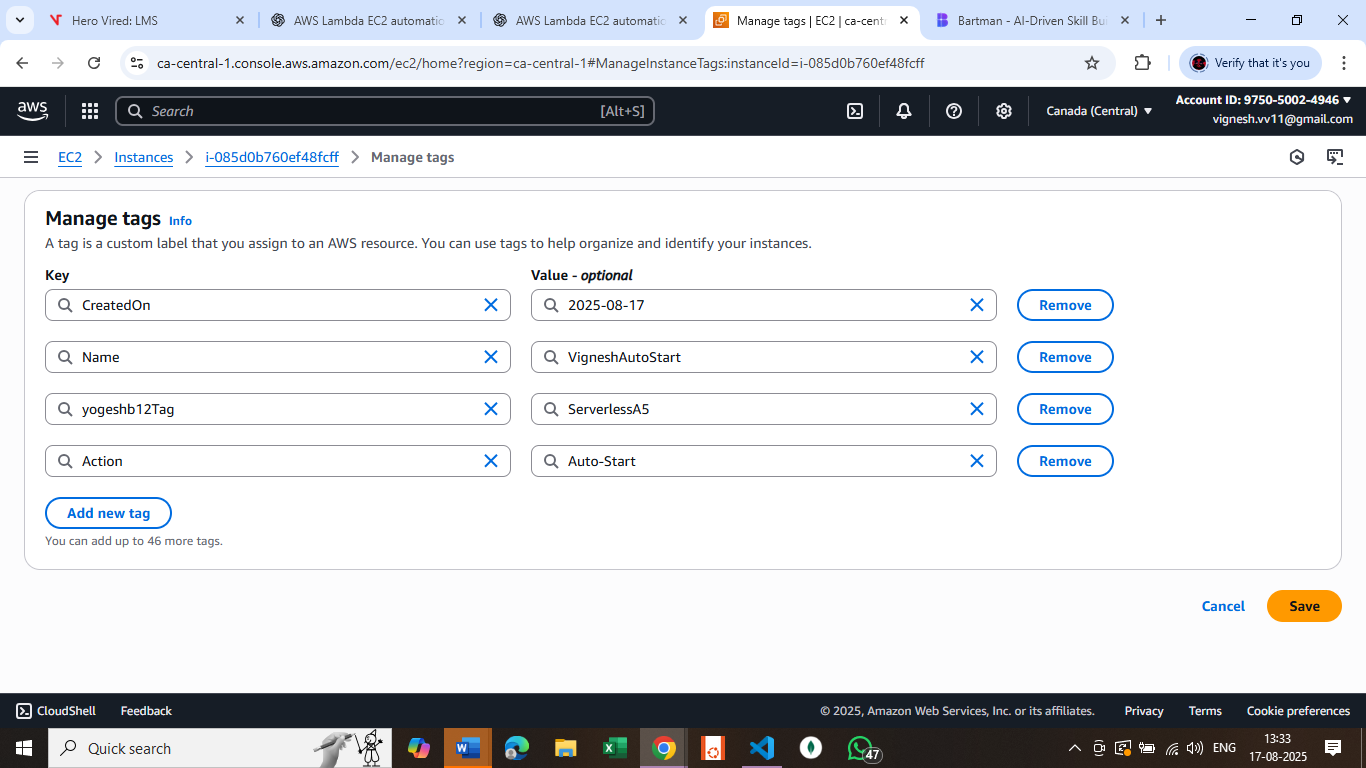 Hero Vired: LMS
AWS Lambda EC2 automatio
AWS Lambda EC2 automatic
Manage tags | EC2 | ca-centr
Bartman - AI-Driven Skill Bui
ca-central-1.console.aws.amazon.com/ec2/home?region=ca-central-1#ManageInstanceTags:instanceId=i-085d0b760ef48fcff
Verify that it's you
aws
Search
[Alt+S]
Canada (Central)
Account ID: 9750-5002-4946
vignesh.vv11@gmail.com
EC2
Instances
i-085d0b760ef48fcff
Manage tags
Manage tags Info
A tag is a custom label that you assign to an AWS resource. You can use tags to help organize and identify your instances.
Key
Value - optional
CreatedOn
2025-08-17
Remove
Name
VigneshAutoStart
Remove
yogeshb12Tag
ServerlessA5
Remove
Action
Auto-Start
Remove
Add new tag
You can add up to 46 more tags.
Cancel
Save
CloudShell
Feedback
© 2025, Amazon Web Services, Inc. or its affiliates.
Privacy
Terms
Cookie preferences
Quick search
47
ENG
13:33
17-08-2025